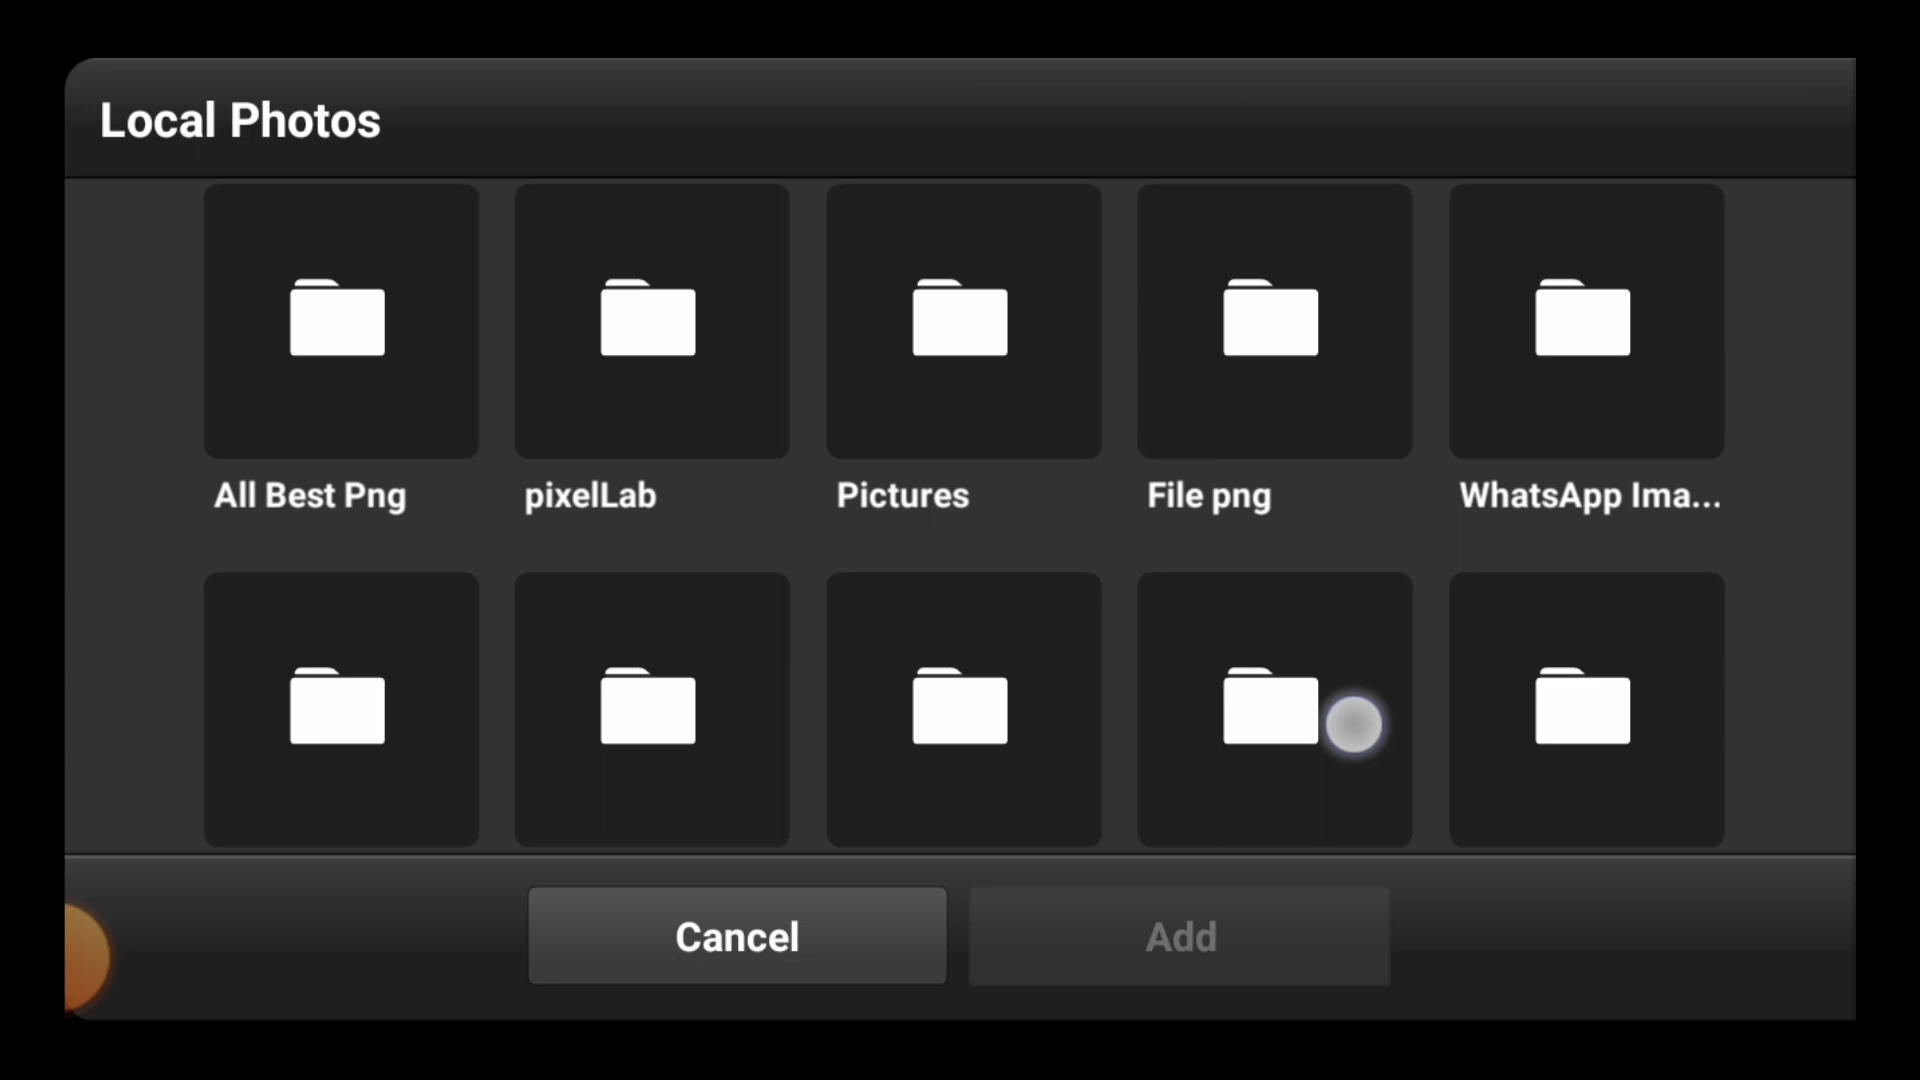 Local Photos
All Best Png
pixelLab
Pictures
File png
WhatsApp Ima...
Cancel
Add